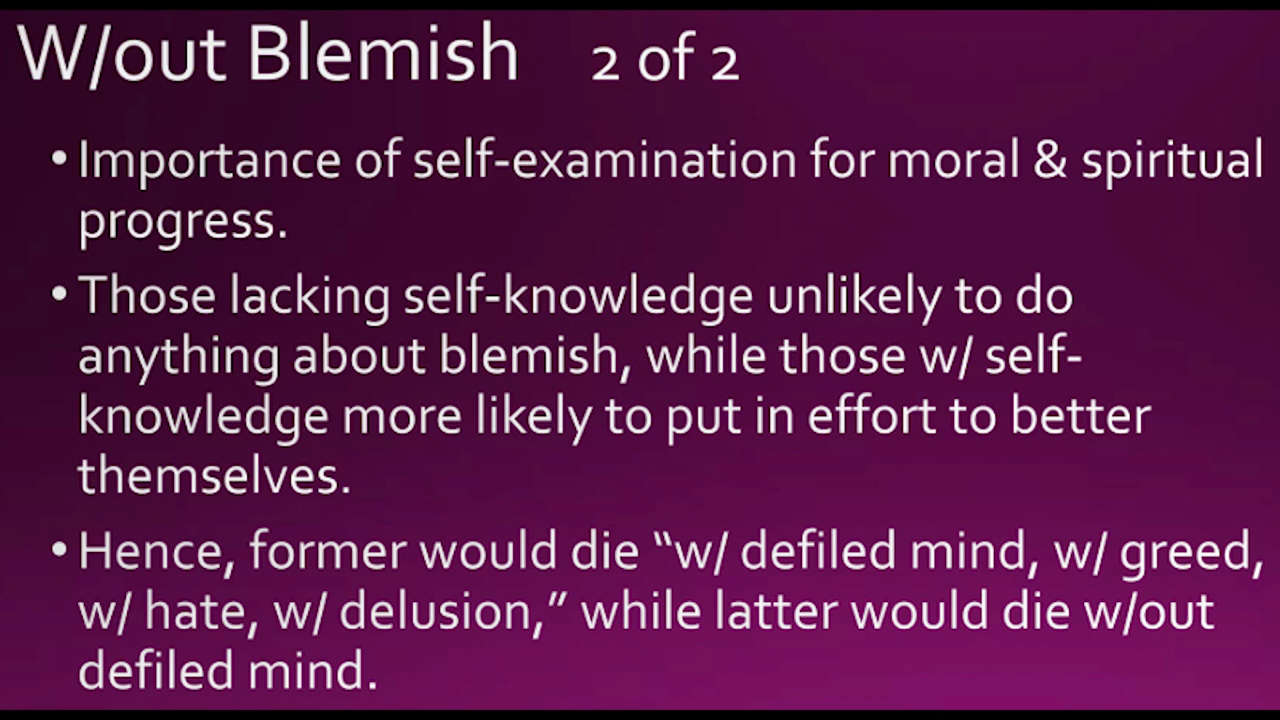 W/out Blemish 2 of 2
• Importance of self-examination for moral & spiritual
progress.
• Those lacking self-knowledge unlikely to do
anything about blemish, while those w/ self-
knowledge more likely to put in effort to better
themselves.
• Hence, former would die “w/ defiled mind, w/ greed,
w/ hate, w/ delusion,” while latter would die w/out
defiled mind.